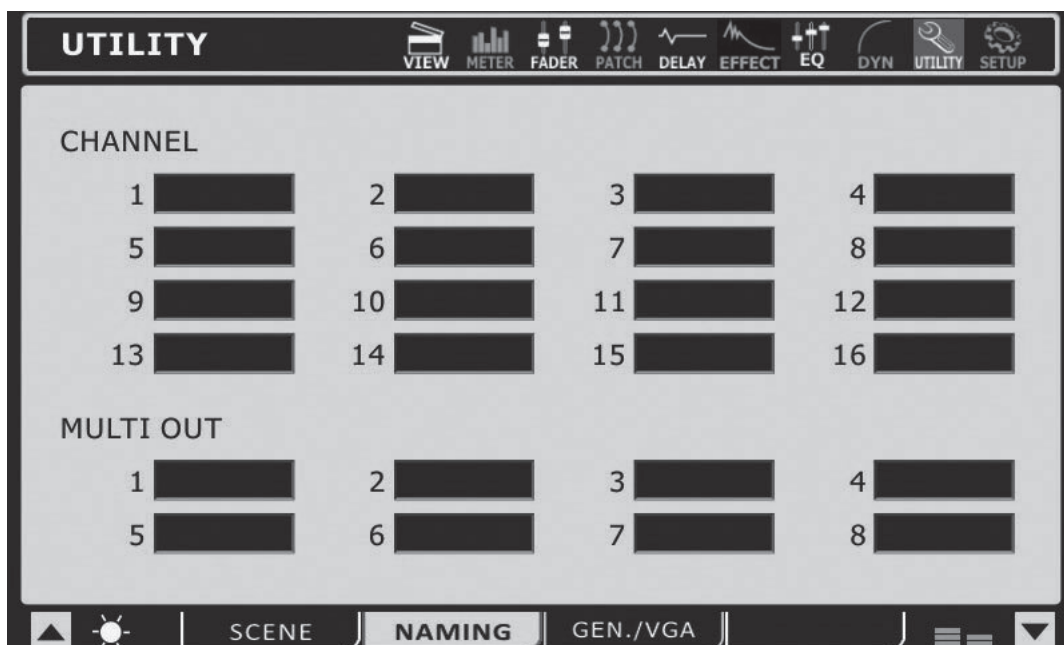 UTILITY
VIEW METER FADER PATCH DELAY EFFECT EQ DYN UTILITY SETUP
CHANNEL
1 2 3 4
5 6 7 8
9 10 11 12
13 14 15 16
MULTI OUT
1 2 3 4
5 6 7 8
SCENE NAMING GEN./VGA